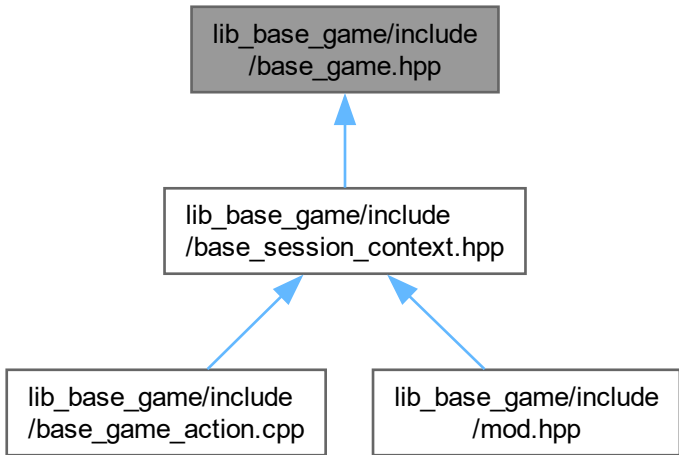 lib_base_game/include
/base_game.hpp
lib_base_game/include
/base_session_context.hpp
lib_base_game/include
/base_game_action.cpp
lib_base_game/include
/mod.hpp